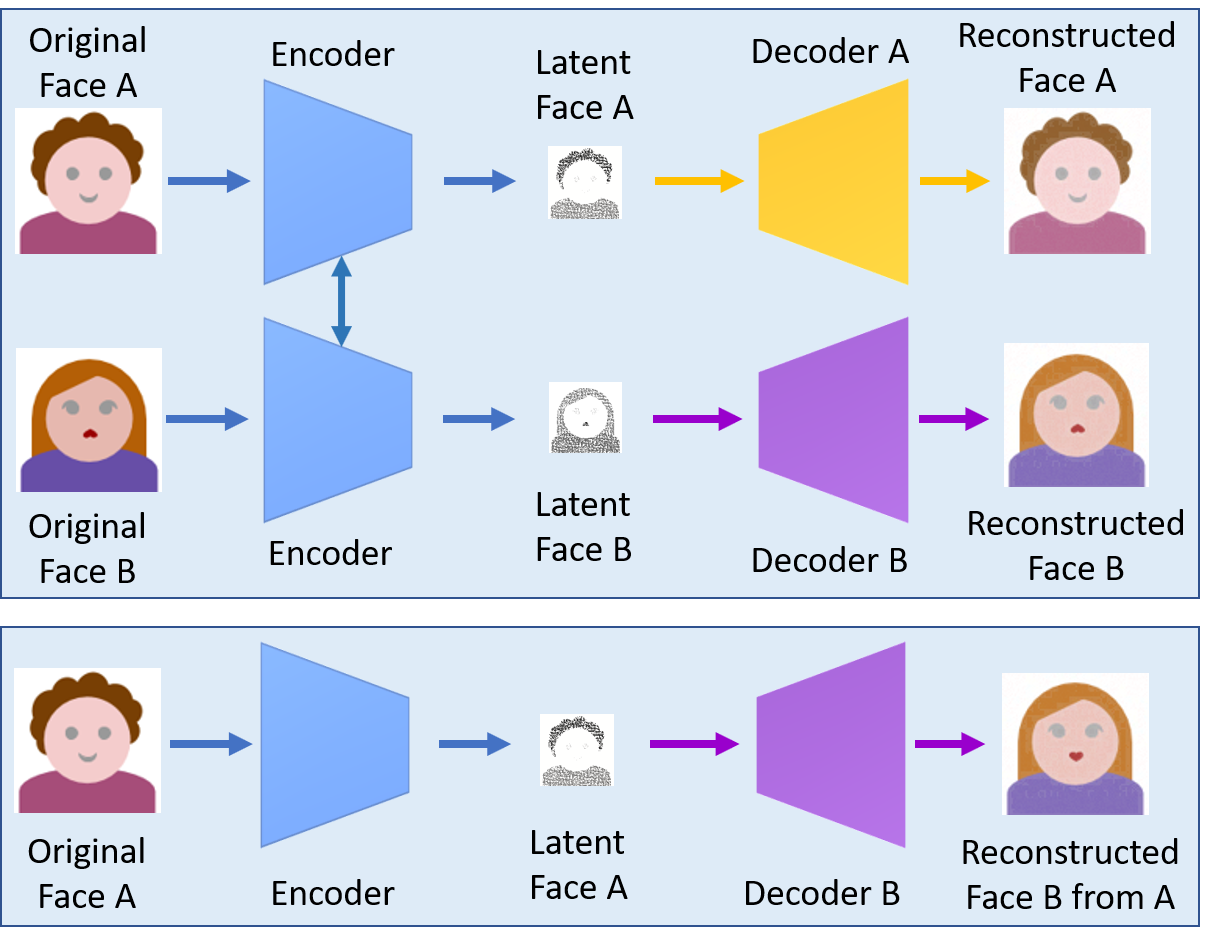 Original
Face A
Encoder
Latent
Face A
Decoder A
Reconstructed
Face A
Original
Face B
Encoder
Latent
Face B
Decoder B
Reconstructed
Face B
Original
Face A
Encoder
Latent
Face A
Decoder B
Reconstructed
Face B from A